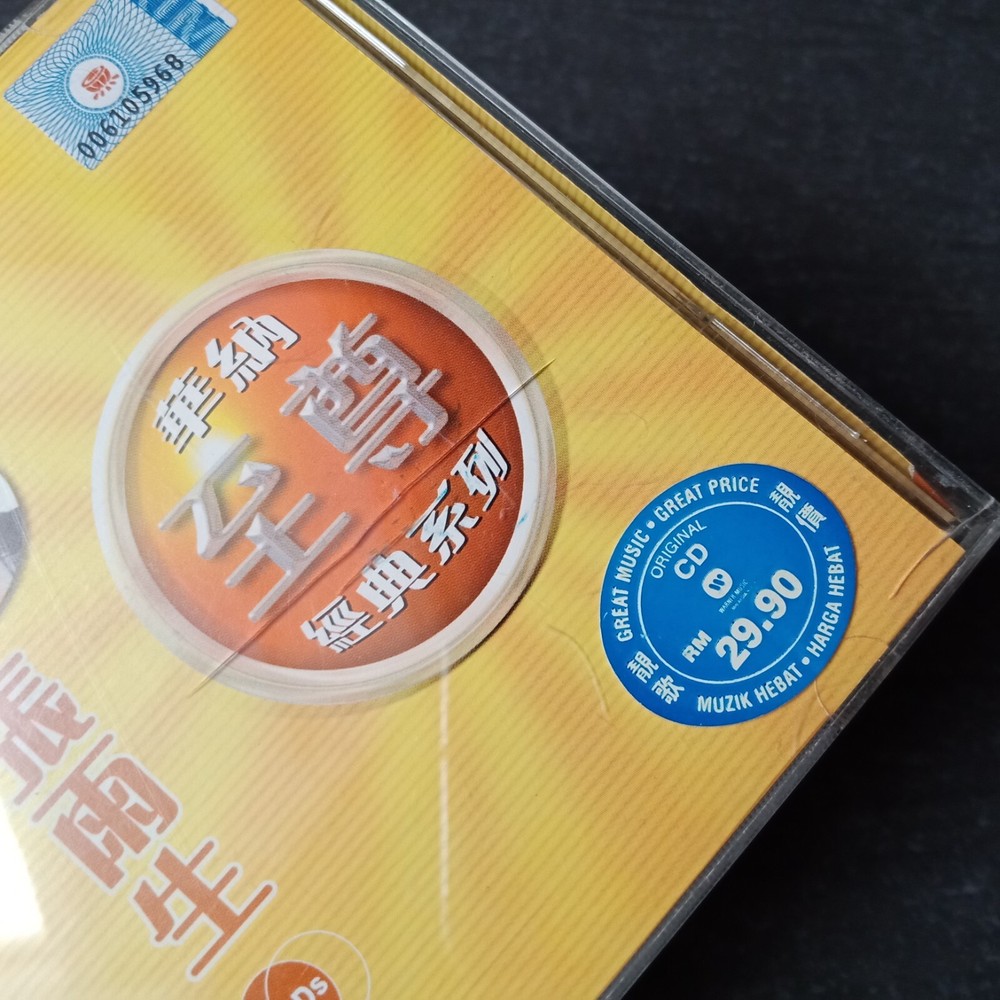 006105968
華納
至尊
經典系列
GREAT MUSIC • GREAT PRICE
靚價
ORIGINAL
CD
RM
29.90
靚歌
MUZIK HEBAT • HARGA HEBAT
張雨生